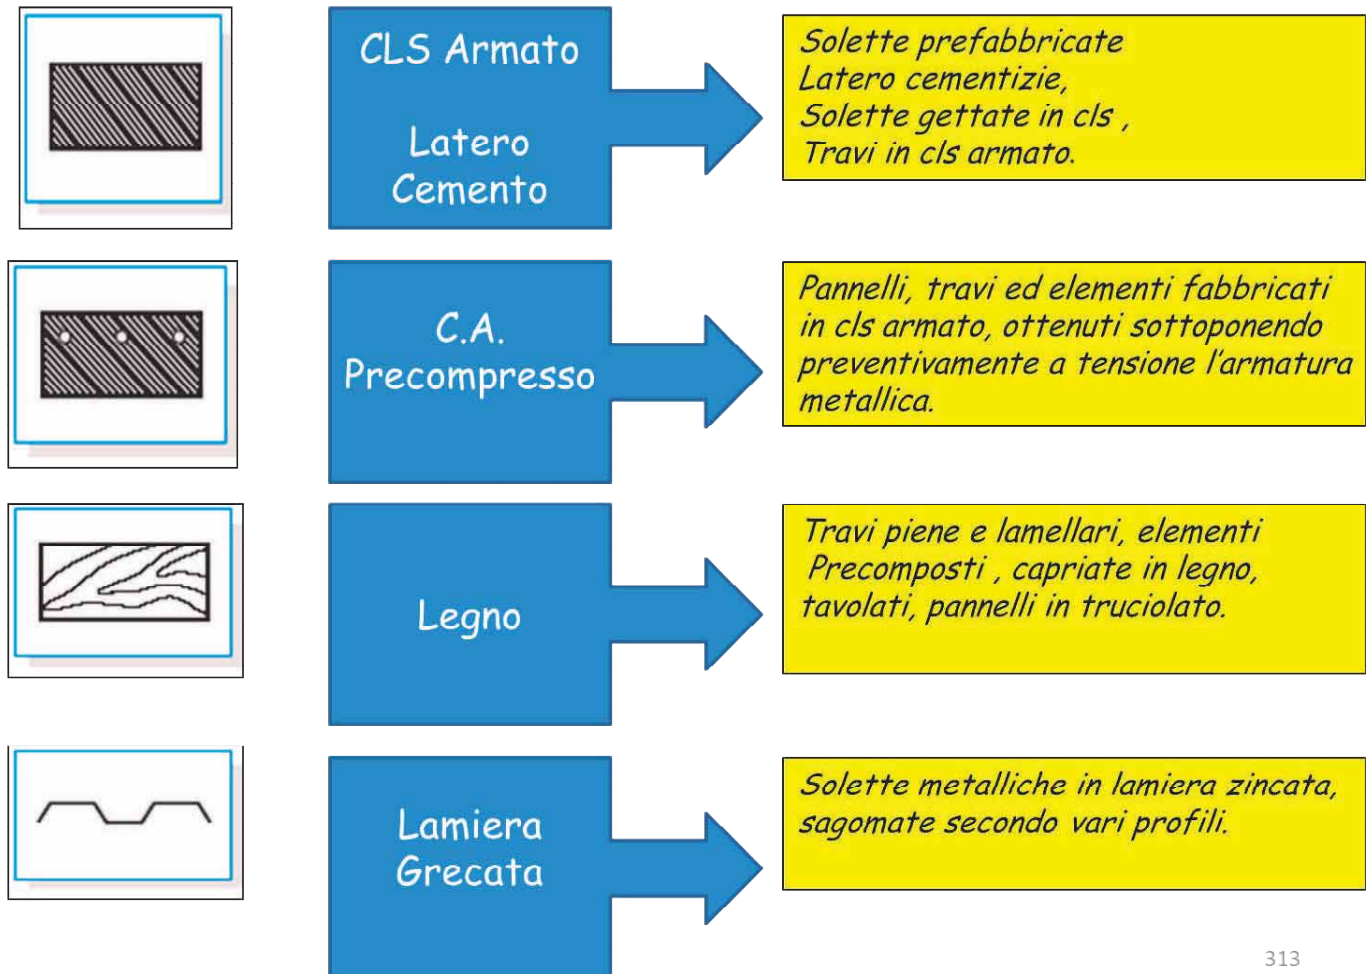 CLS Armato
Latero
Cemento
Solette prefabbricate
Latero cementizie,
Solette gettate in cls ,
Travi in cls armato.
C.A.
Precompresso
Pannelli, travi ed elementi fabbricati
in cls armato, ottenuti sottoponendo
preventivamente a tensione l'armatura
metallica.
Legno
Travi piene e lamellari, elementi
Precomposti , capriate in legno,
tavolati, pannelli in truciolato.
Lamiera
Grecata
Solette metalliche in lamiera zincata,
sagomate secondo vari profili.
313